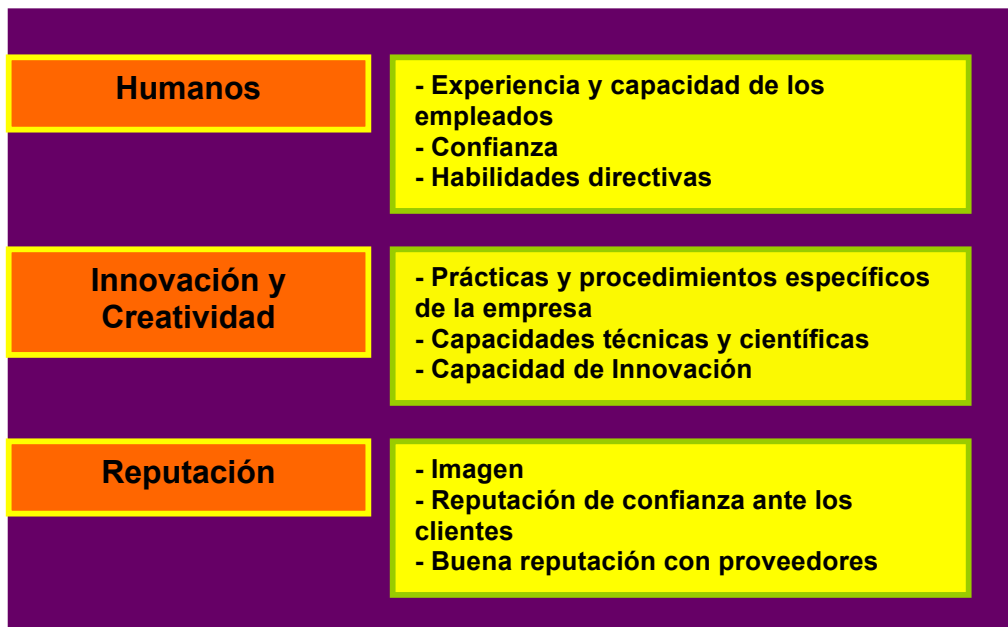 Humanos
- Experiencia y capacidad de los
empleados
- Confianza
- Habilidades directivas
Innovación y
Creatividad
- Prácticas y procedimientos específicos
de la empresa
- Capacidades técnicas y científicas
- Capacidad de Innovación
Reputación
- Imagen
- Reputación de confianza ante los
clientes
- Buena reputación con proveedores